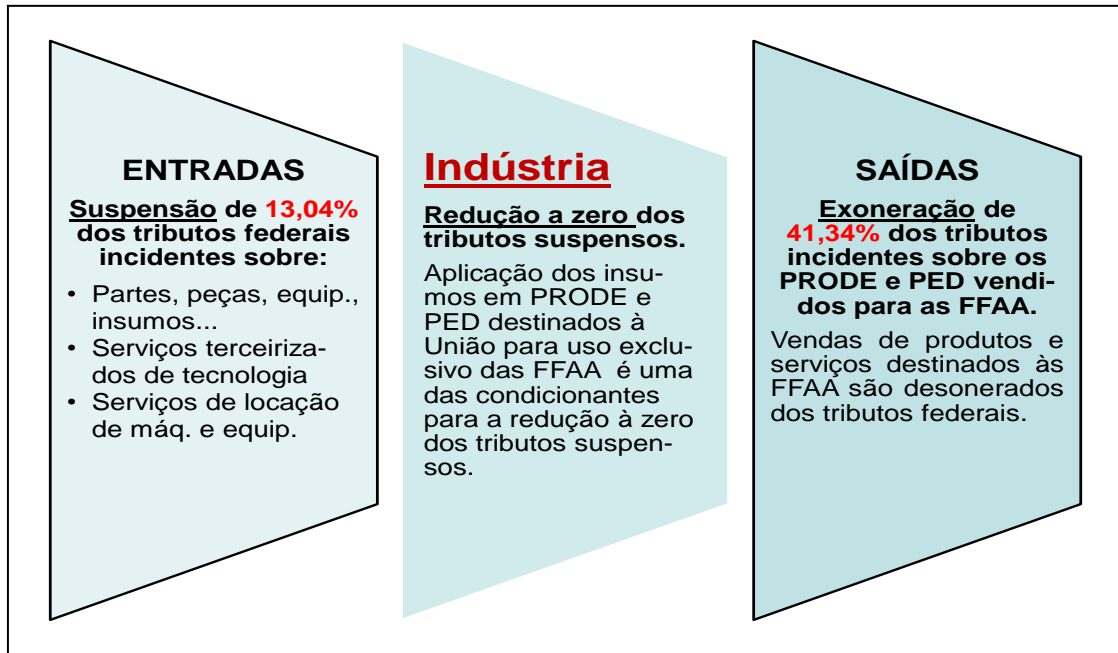 ENTRADAS
Suspensão de 13,04%
dos tributos federais
incidentes sobre:
• Partes, peças, equip.,
insumos...
• Serviços terceiriza-
dos de tecnologia
• Serviços de locação
de máq. e equip.
Indústria
Redução a zero dos
tributos suspensos.
Aplicação dos insu-
mos em PRODE e
PED destinados à
União para uso exclu-
sivo das FFAA é uma
das condicionantes
para a redução à zero
dos tributos suspen-
sos.
SAÍDAS
Exoneração de
41,34% dos tributos
incidentes sobre os
PRODE e PED vendi-
dos para as FFAA.
Vendas de produtos e
serviços destinados às
FFAA são desonerados
dos tributos federais.